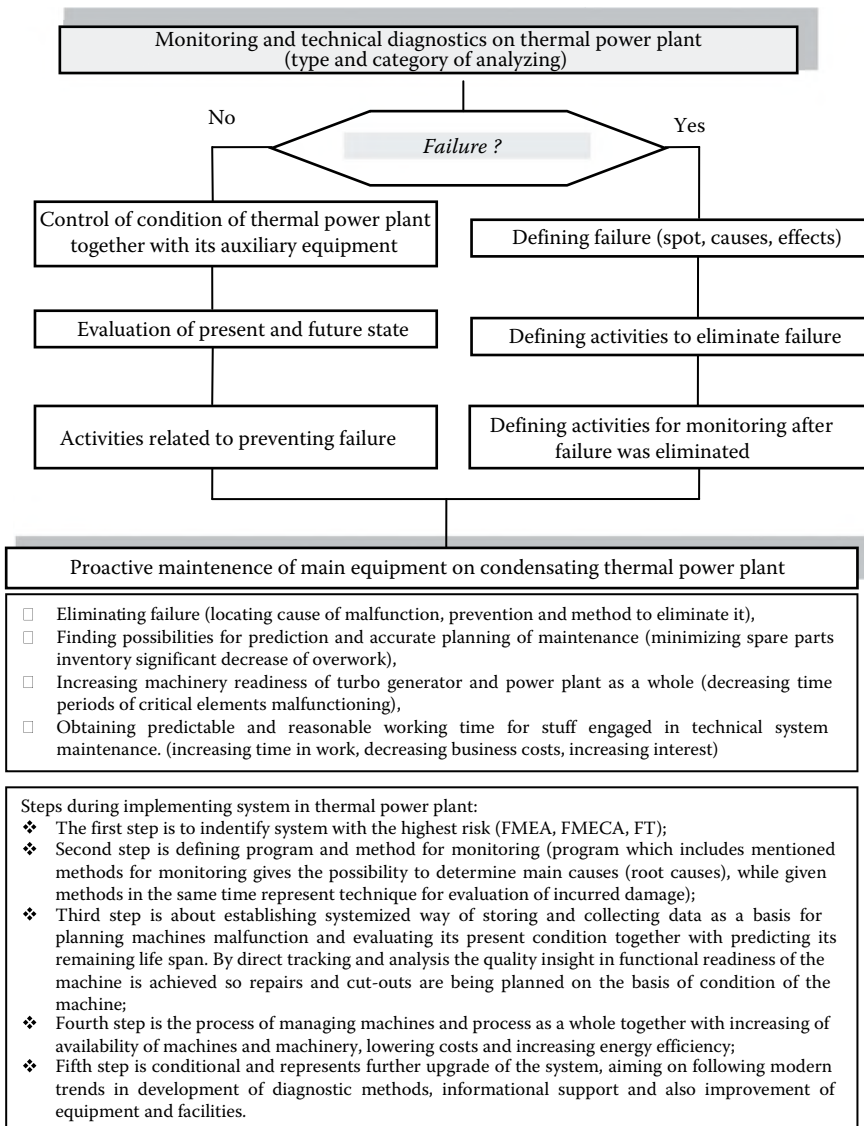 Monitoring and technical diagnostics on thermal power plant
(type and category of analyzing)
No
Yes
Failure ?
Control of condition of thermal power plant
together with its auxiliary equipment
Evaluation of present and future state
Activities related to preventing failure
Defining failure (spot, causes, effects)
Defining activities to eliminate failure
Defining activities for monitoring after
failure was eliminated
Proactive maintenence of main equipment on condensating thermal power plant
□ Eliminating failure (locating cause of malfunction, prevention and method to eliminate it),
□ Finding possibilities for prediction and accurate planning of maintenance (minimizing spare parts
inventory significant decrease of overwork),
□ Increasing machinery readiness of turbo generator and power plant as a whole (decreasing time
periods of critical elements malfunctioning),
□ Obtaining predictable and reasonable working time for stuff engaged in technical system
maintenance. (increasing time in work, decreasing business costs, increasing interest)
Steps during implementing system in thermal power plant:
❖ The first step is to indentify system with the highest risk (FMEA, FMECA, FT);
❖ Second step is defining program and method for monitoring (program which includes mentioned
methods for monitoring gives the possibility to determine main causes (root causes), while given
methods in the same time represent technique for evaluation of incurred damage);
❖ Third step is about establishing systemized way of storing and collecting data as a basis for
planning machines malfunction and evaluating its present condition together with predicting its
remaining life span. By direct tracking and analysis the quality insight in functional readiness of the
machine is achieved so repairs and cut-outs are being planned on the basis of condition of the
machine;
❖ Fourth step is the process of managing machines and process as a whole together with increasing of
availability of machines and machinery, lowering costs and increasing energy efficiency;
❖ Fifth step is conditional and represents further upgrade of the system, aiming on following modern
trends in development of diagnostic methods, informational support and also improvement of
equipment and facilities.